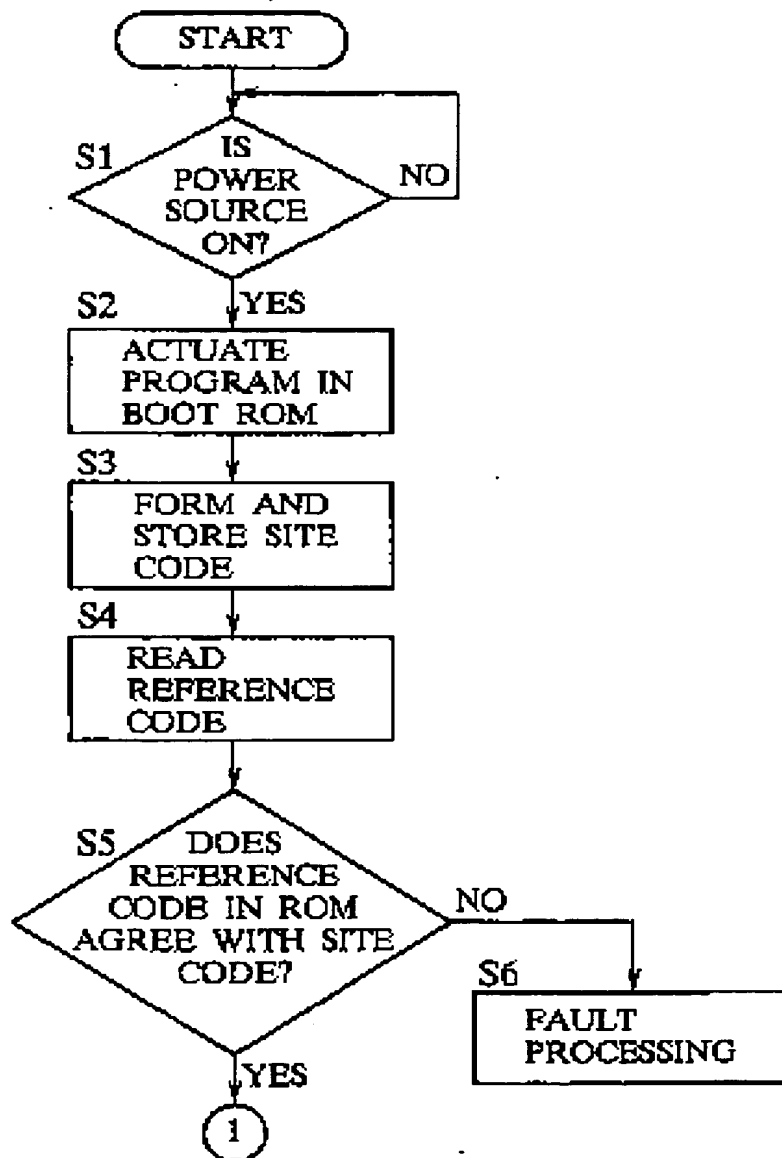 START
S1
IS
POWER
SOURCE
ON?
NO
YES
S2
ACTUATE
PROGRAM IN
BOOT ROM
S3
FORM AND
STORE SITE
CODE
S4
READ
REFERENCE
CODE
S5
DOES
REFERENCE
CODE IN ROM
AGREE WITH SITE
CODE?
NO
S6
FAULT
PROCESSING
YES
1